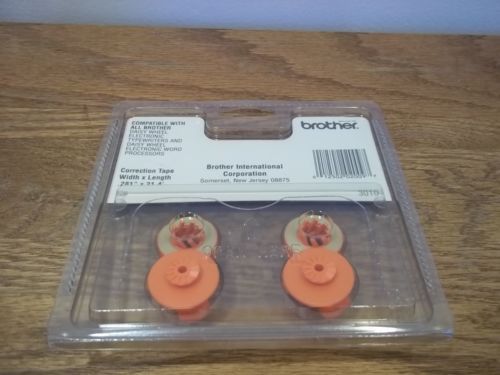 COMPATIBLE WITH
ALL BROTHER
DAISY WHEEL
ELECTRONIC
TYPEWRITERS AND
DAISY WHEEL
ELECTRONIC WORD
PROCESSORS
brother
Correction Tape
Width x Length
Brother International
Corporation
Somerset, New Jersey 08875
3010